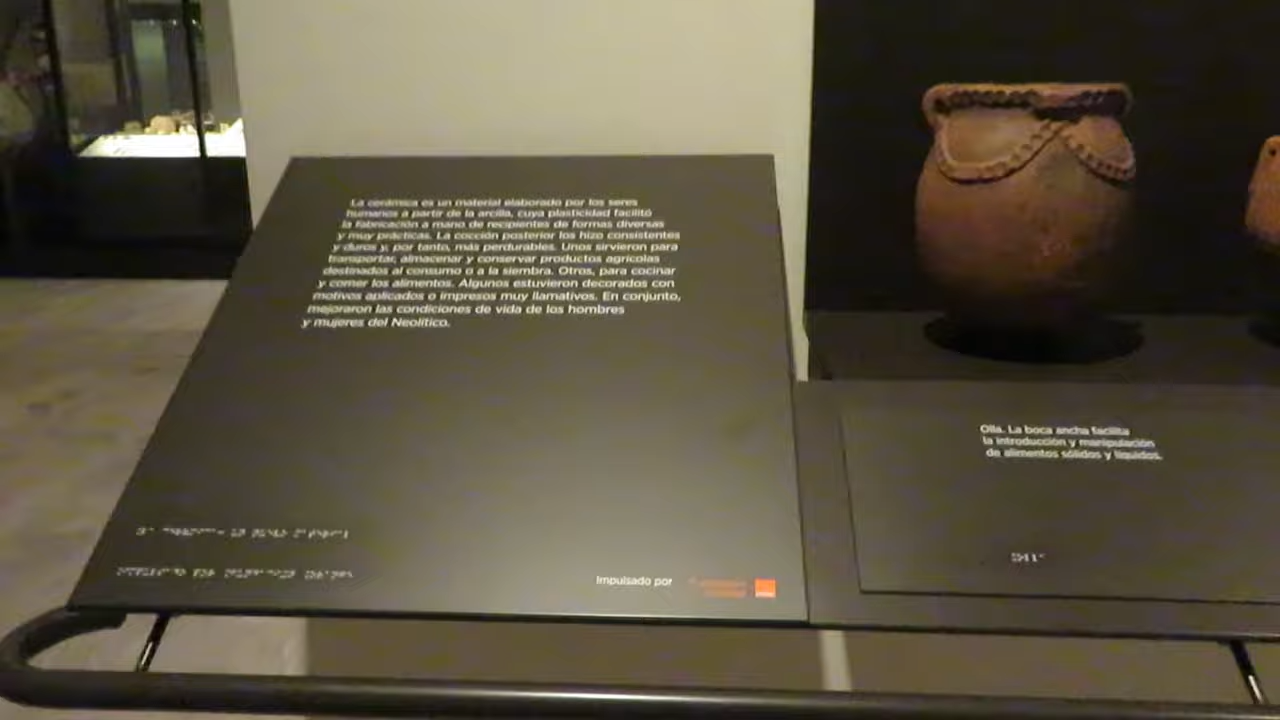 La cerámica es un material elaborado por los seres
humanos a partir de la arcilla, cuya plasticidad facilitó
la fabricación a mano de recipientes de formas diversas
y muy prácticas. La cocción posterior los hizo consistentes
y duros y, por tanto, más perdurables. Unos sirvieron para
transportar, almacenar y conservar productos agrícolas
destinados al consumo o a la siembra. Otros, para cocinar
y comer los alimentos. Algunos estuvieron decorados con
motivos aplicados o impresos muy llamativos. En conjunto,
mejoraron las condiciones de vida de los hombres
y mujeres del Neolítico.
Impulsado por
Olla. La boca ancha facilita
la introducción y manipulación
de alimentos sólidos y líquidos.